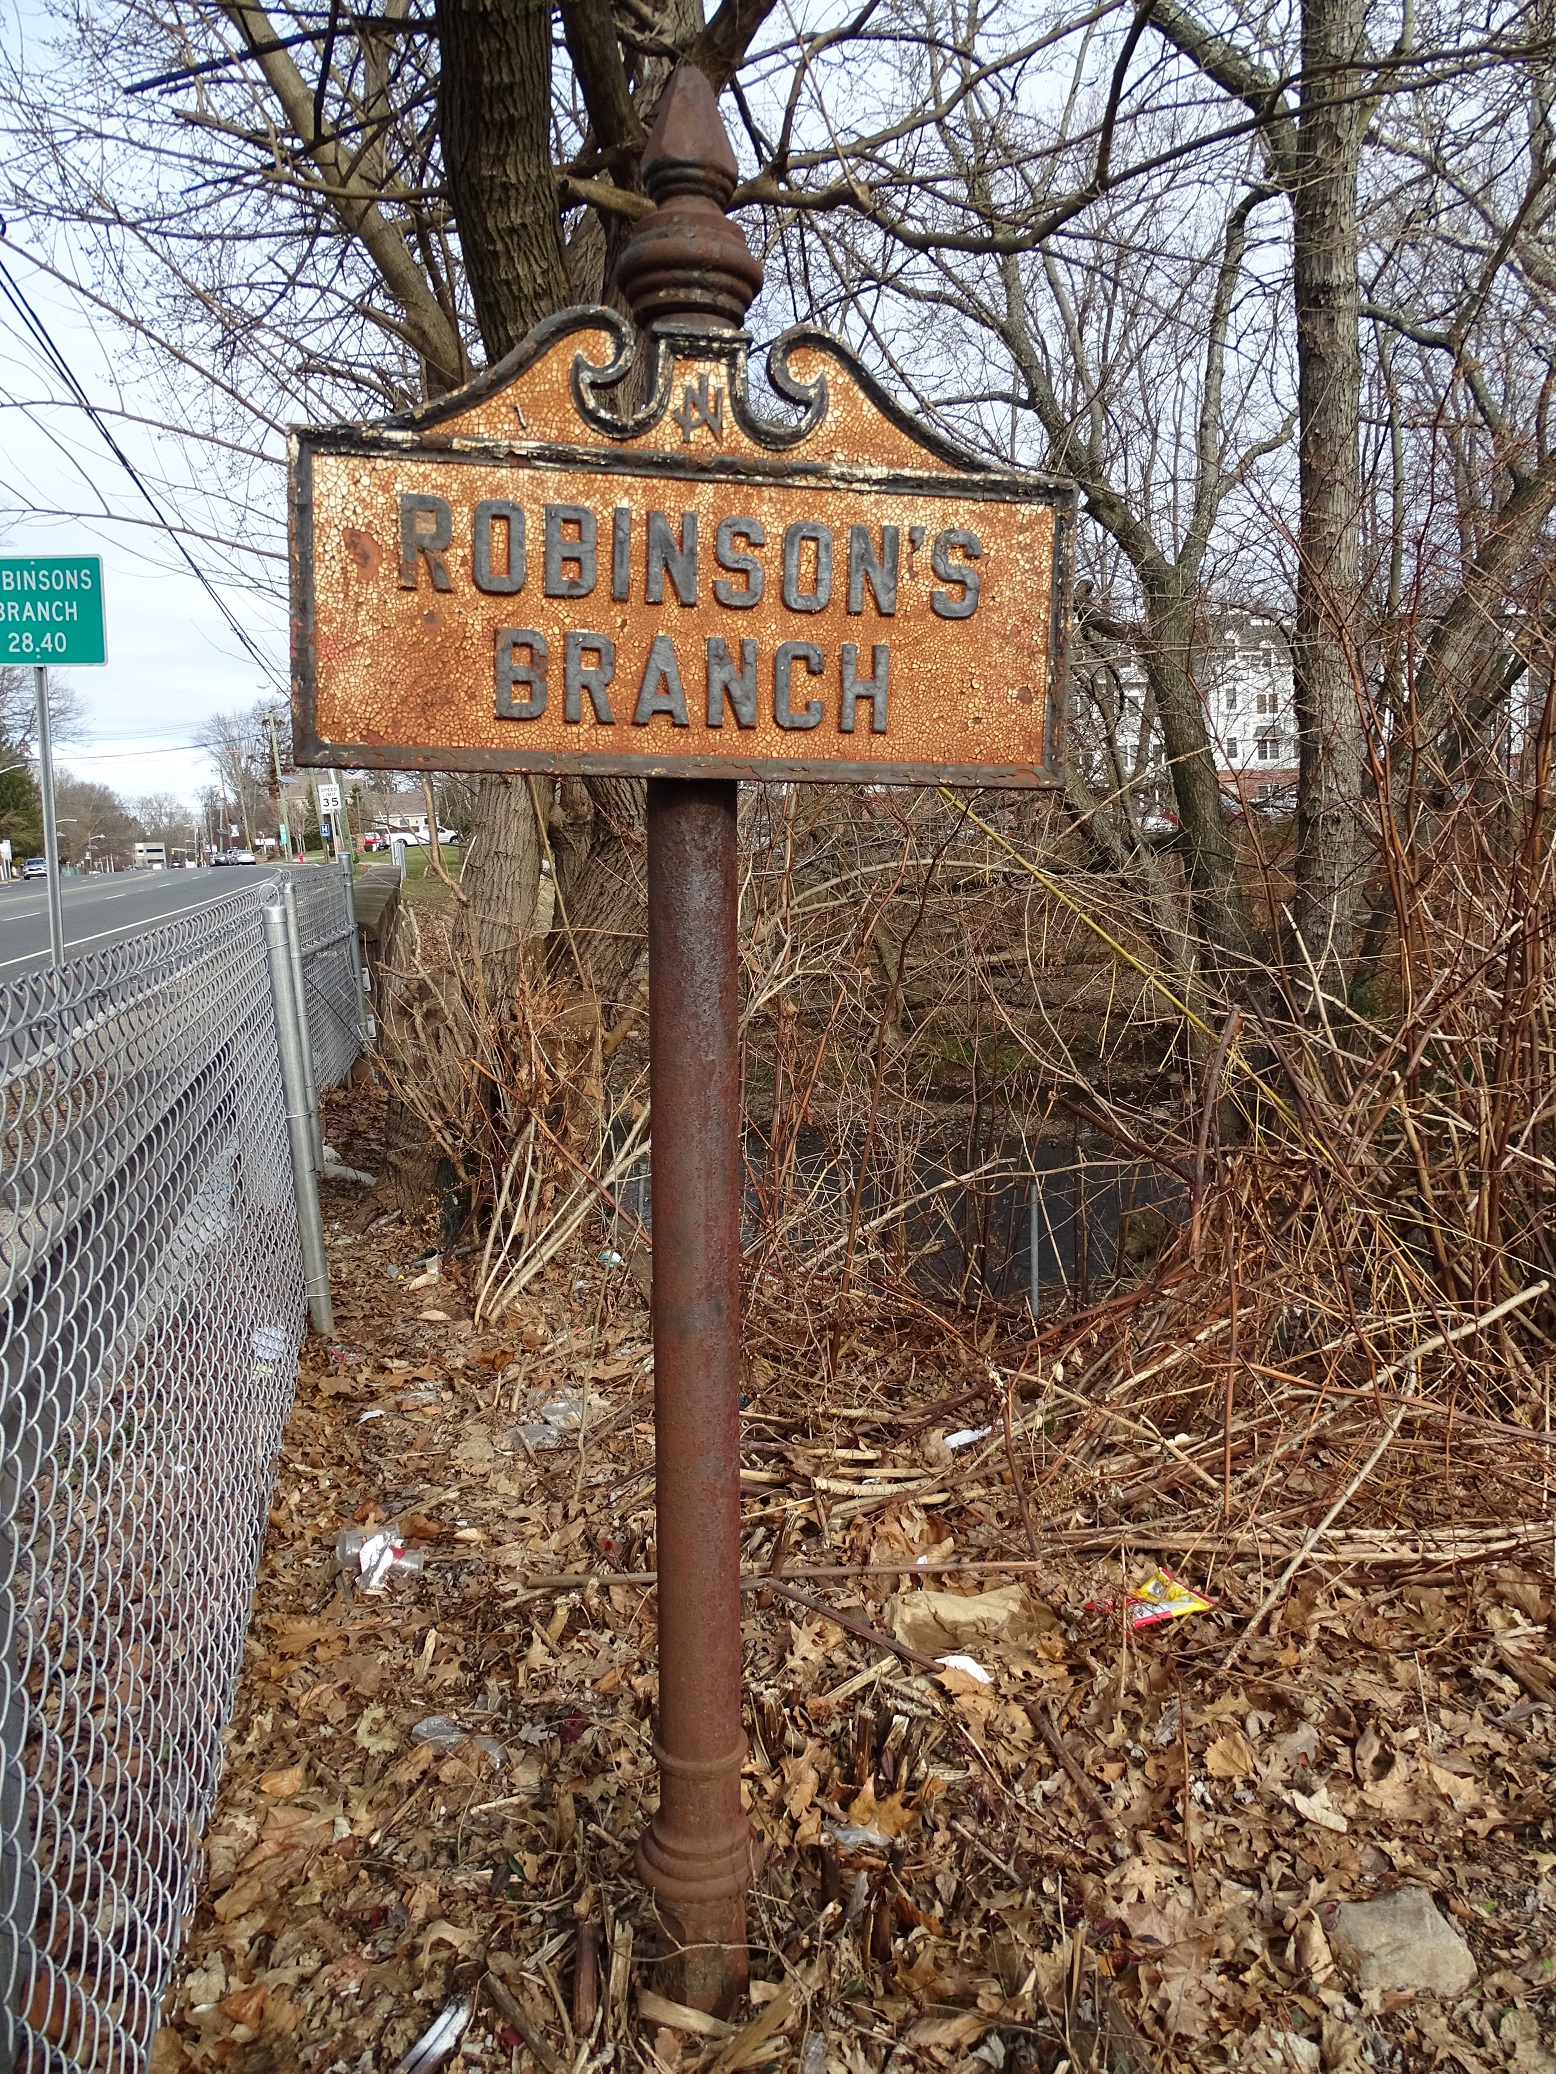 ROBINSON'S
BRANCH
BINSONS
BRANCH
28.40
SPEED
LIMIT
35
H